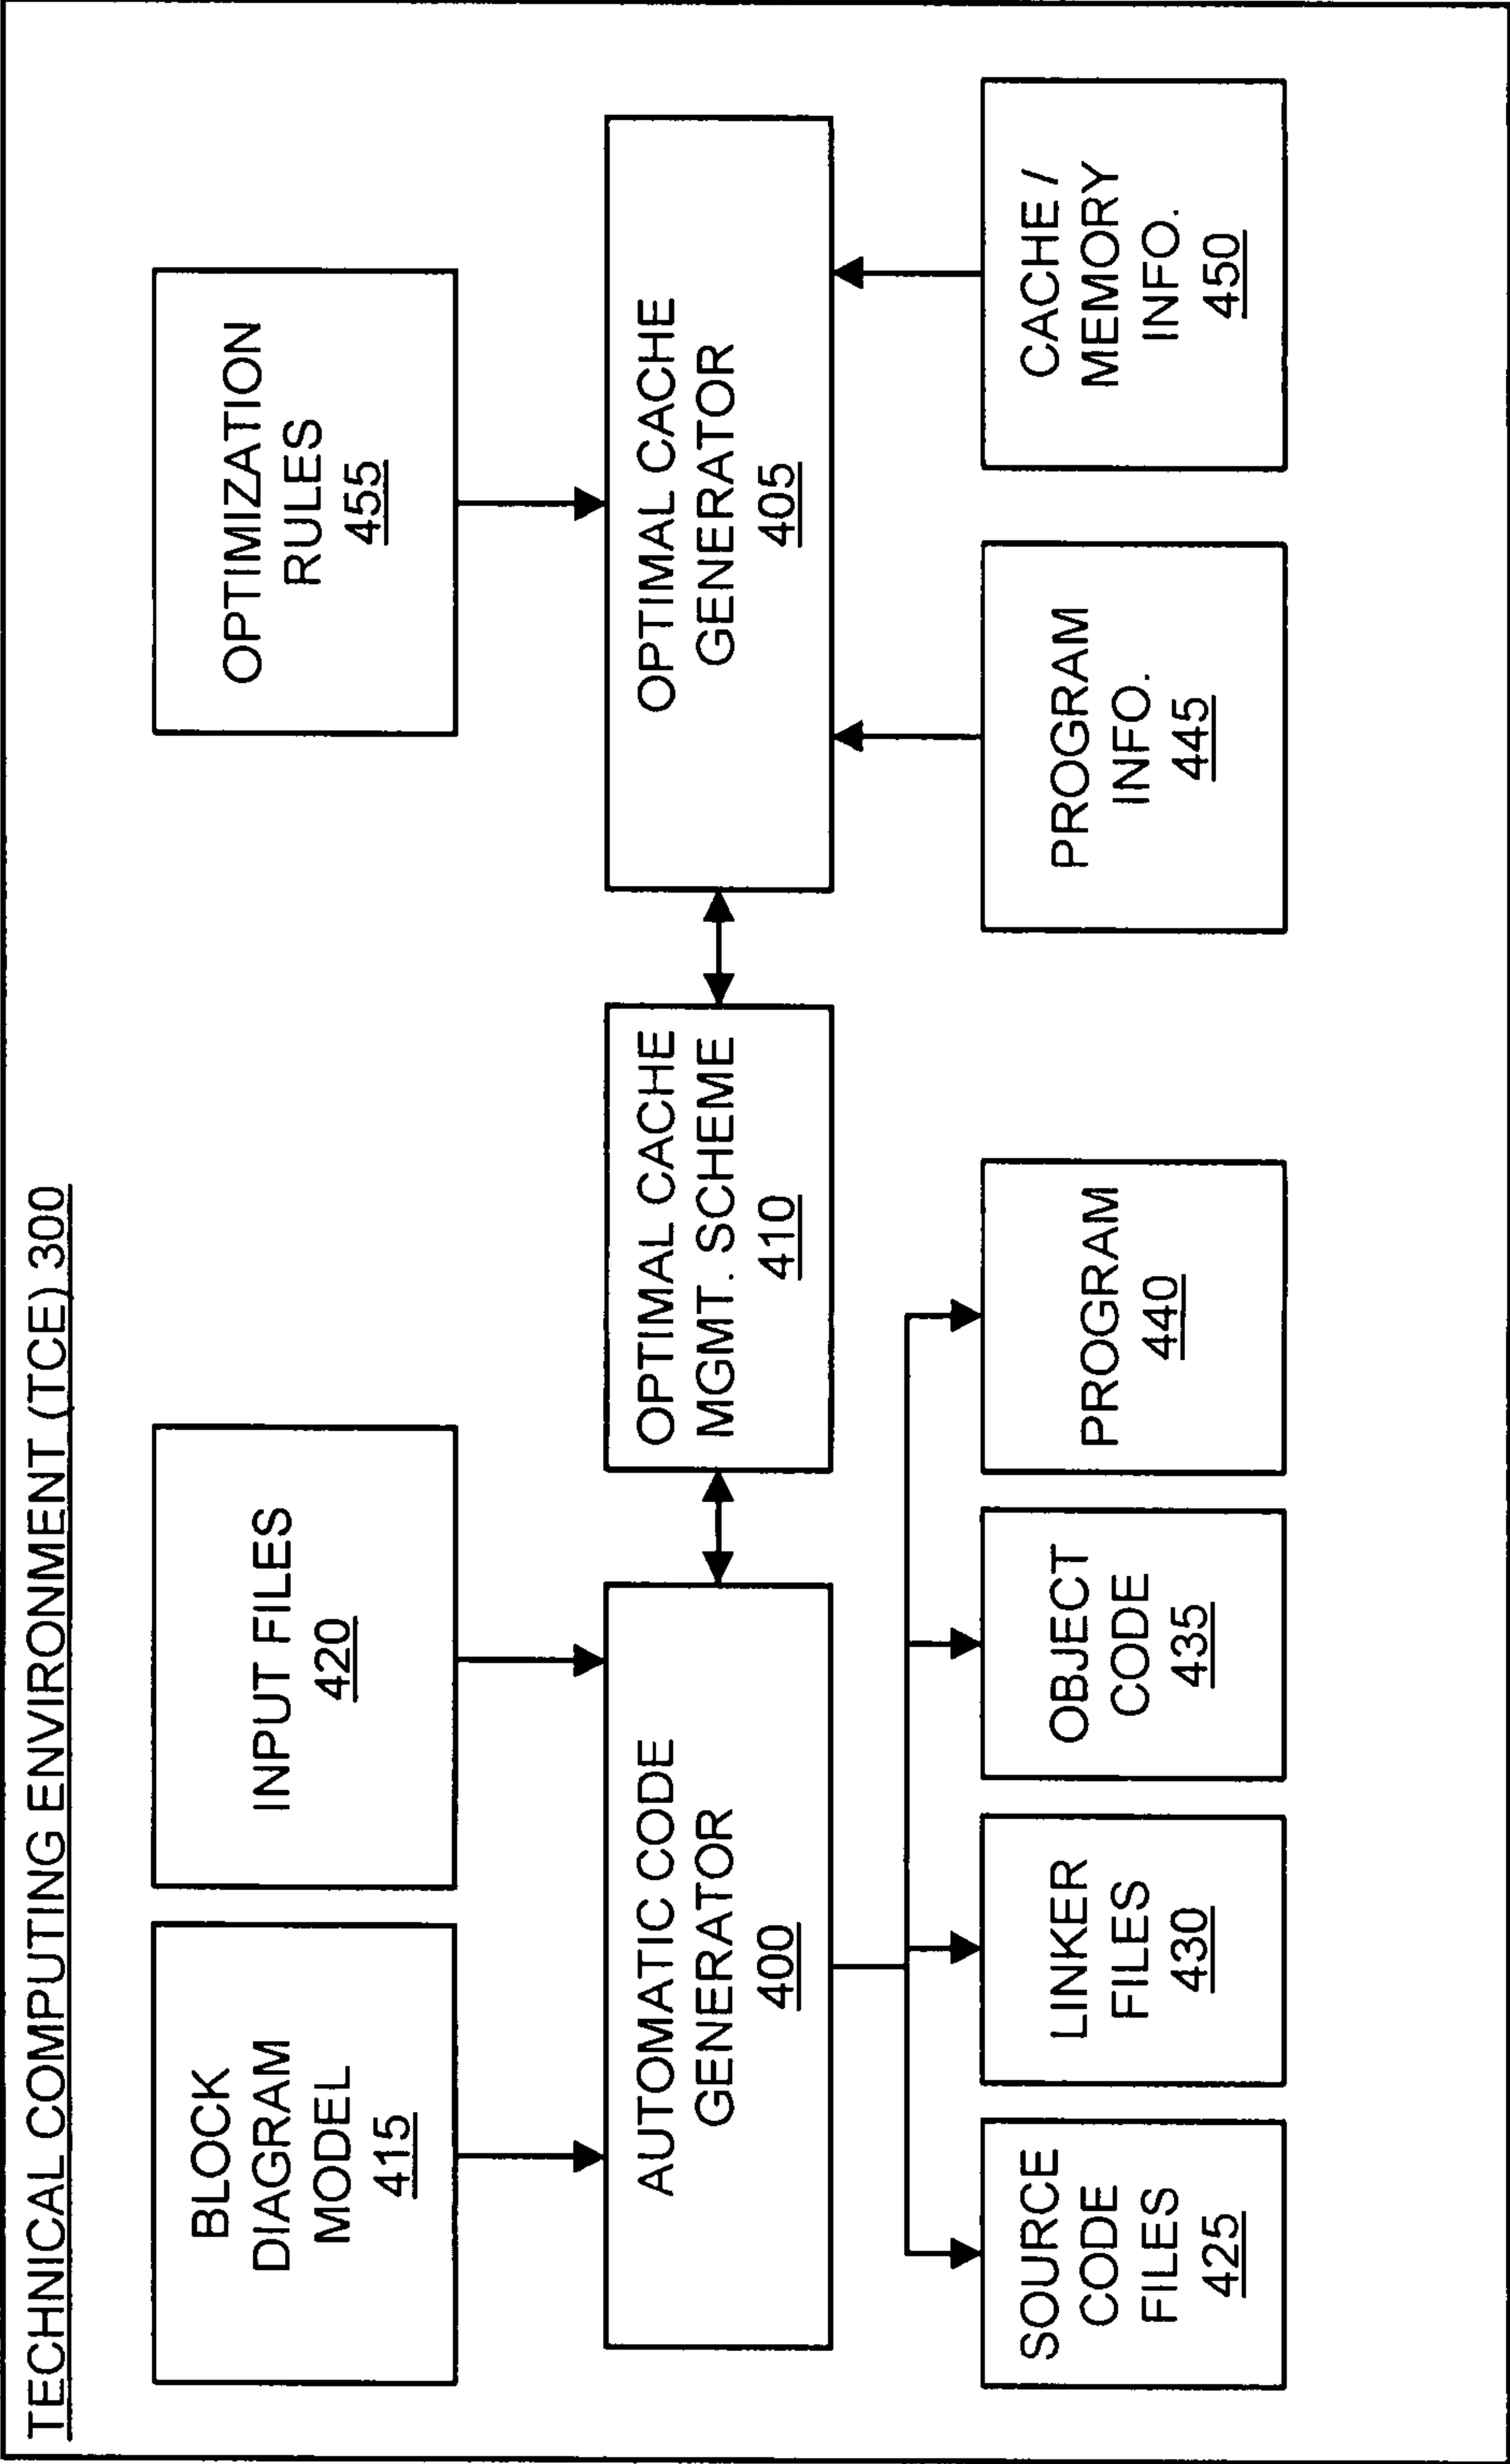 TECHNICAL COMPUTING ENVIRONMENT (TCE) 300
BLOCK
DIAGRAM
MODEL
415
INPUT FILES
420
OPTIMIZATION
RULES
455
AUTOMATIC CODE
GENERATOR
400
OPTIMAL CACHE
MGMT. SCHEME
410
OPTIMAL CACHE
GENERATOR
405
SOURCE
CODE
FILES
425
LINKER
FILES
430
OBJECT
CODE
435
PROGRAM
440
PROGRAM
INFO.
445
CACHE /
MEMORY
INFO.
450